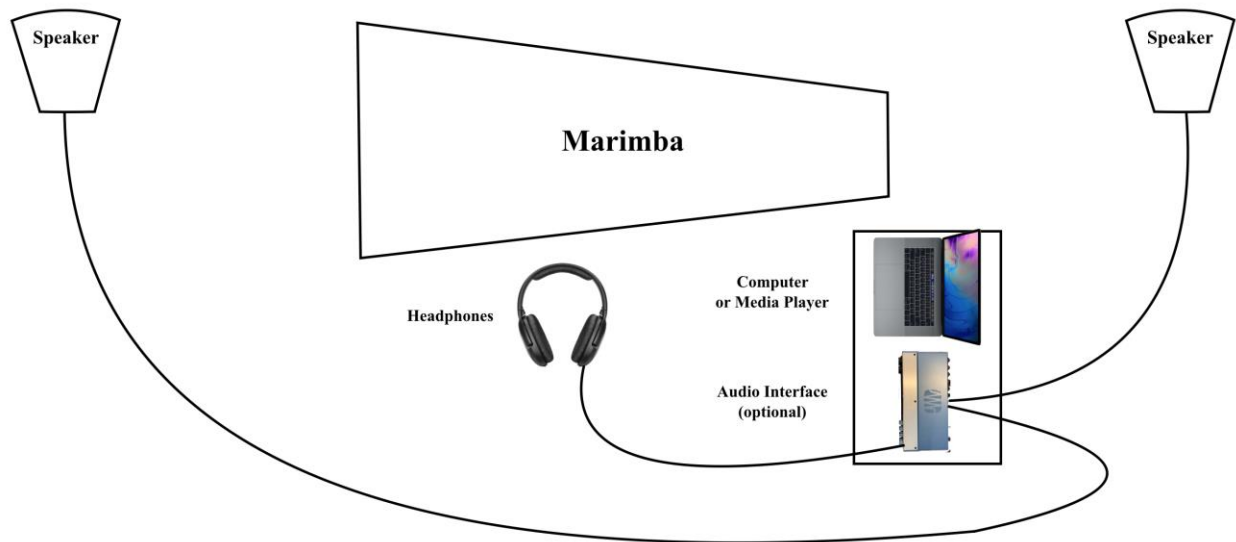 Speaker
Speaker
Marimba
Computer
or Media Player
Headphones
Audio Interface
(optional)